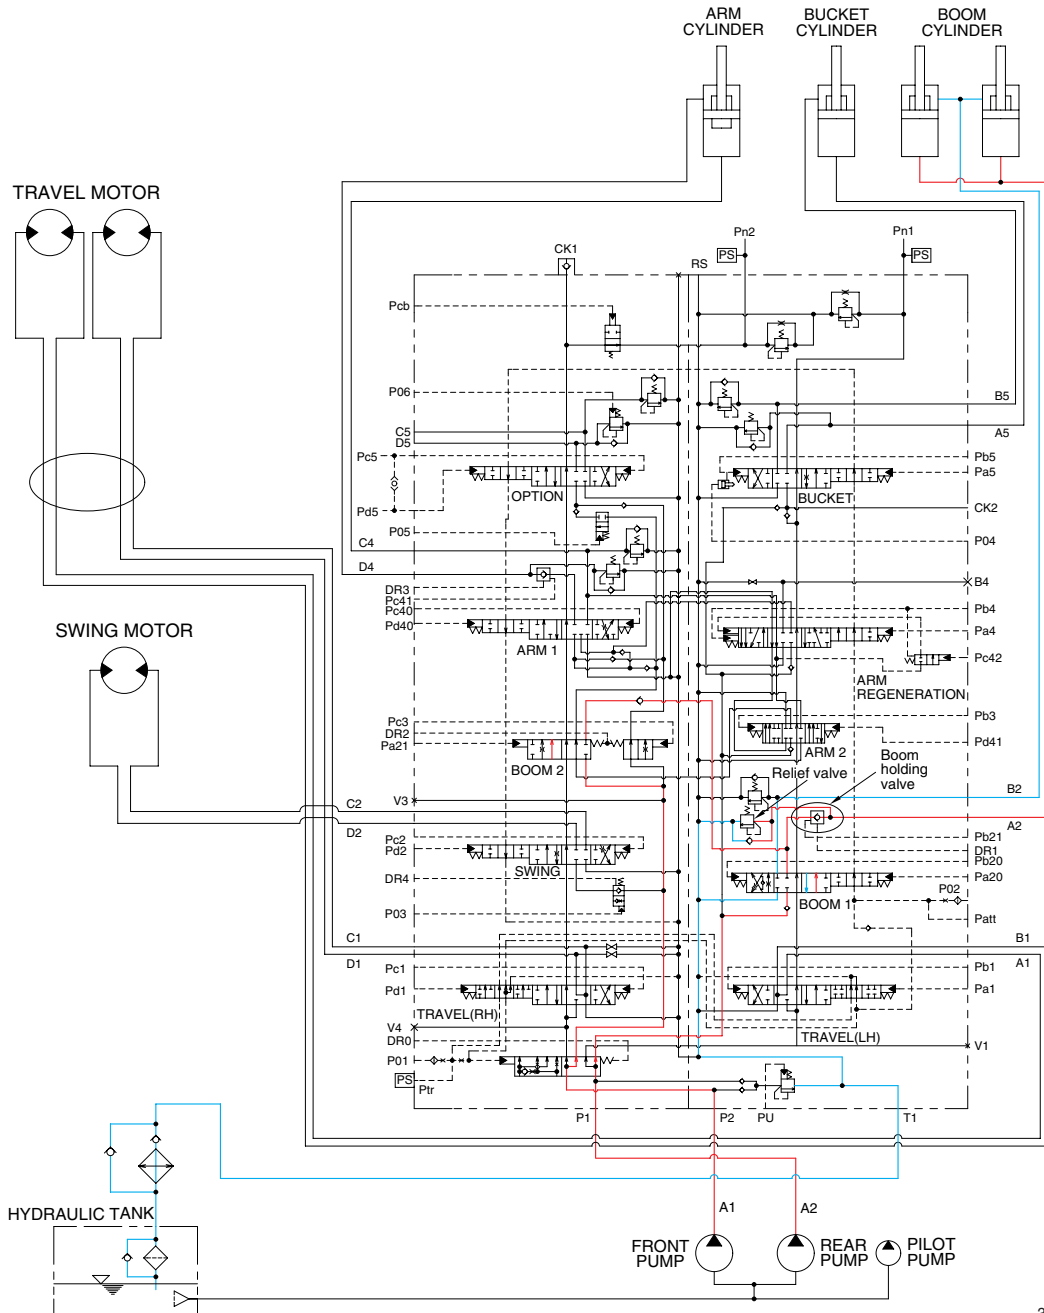 ARM
CYLINDER
BUCKET
CYLINDER
BOOM
CYLINDER
TRAVEL MOTOR
Pn2
Pn1
CK1
PS
PS
RS
Pcb
P06
B5
C5
D5
A5
Pc5
Pb5
Pa5
OPTION
BUCKET
Pd5
CK2
P05
P04
C4
D4
B4
DR3
Pc41
Pc40
Pd40
Pb4
Pa4
SWING MOTOR
ARM 1
Pc42
ARM
REGENERATION
Pc3
DR2
Pa21
Pb3
Pd41
BOOM 2
ARM 2
Relief valve
Boom
holding
valve
V3
C2
B2
D2
A2
Pc2
Pd2
Pb21
DR1
Pb20
Pa20
SWING
DR4
BOOM 1
P02
P03
Patt
C1
B1
D1
A1
Pc1
Pb1
Pd1
Pa1
TRAVEL(RH)
TRAVEL(LH)
V4
DR0
V1
P01
PS
Ptr
P1
P2
PU
T1
HYDRAULIC TANK
A1
A2
FRONT
PUMP
REAR
PUMP
PILOT
PUMP